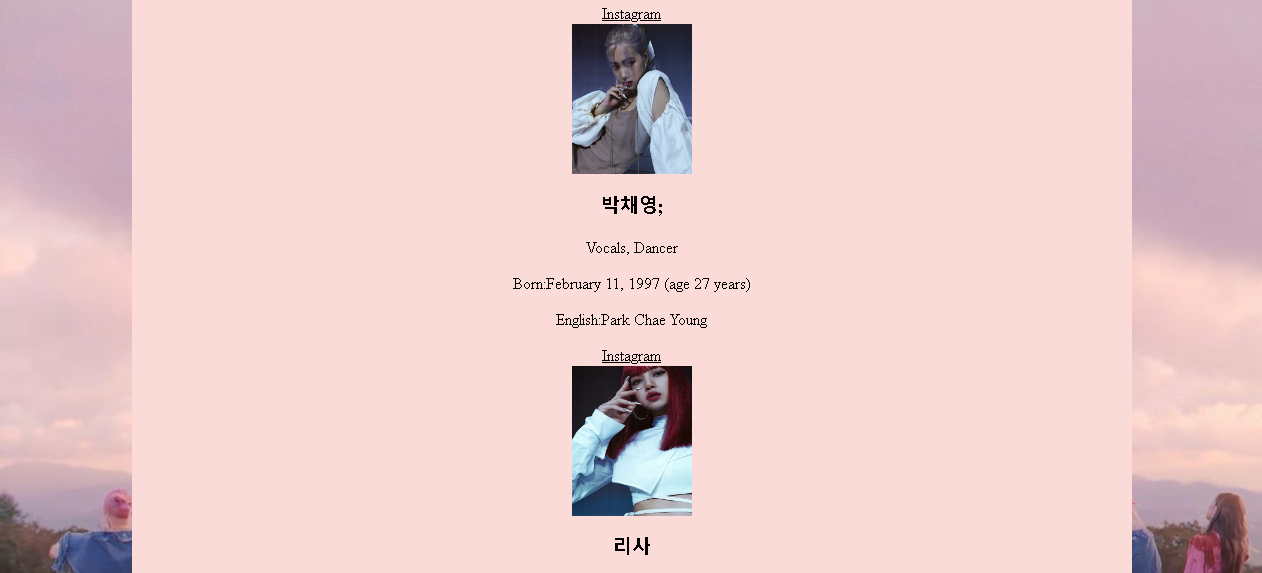 Instagram
박채영;
Vocals, Dancer
Born:February 11, 1997 (age 27 years)
English:Park Chae Young
Instagram
리사